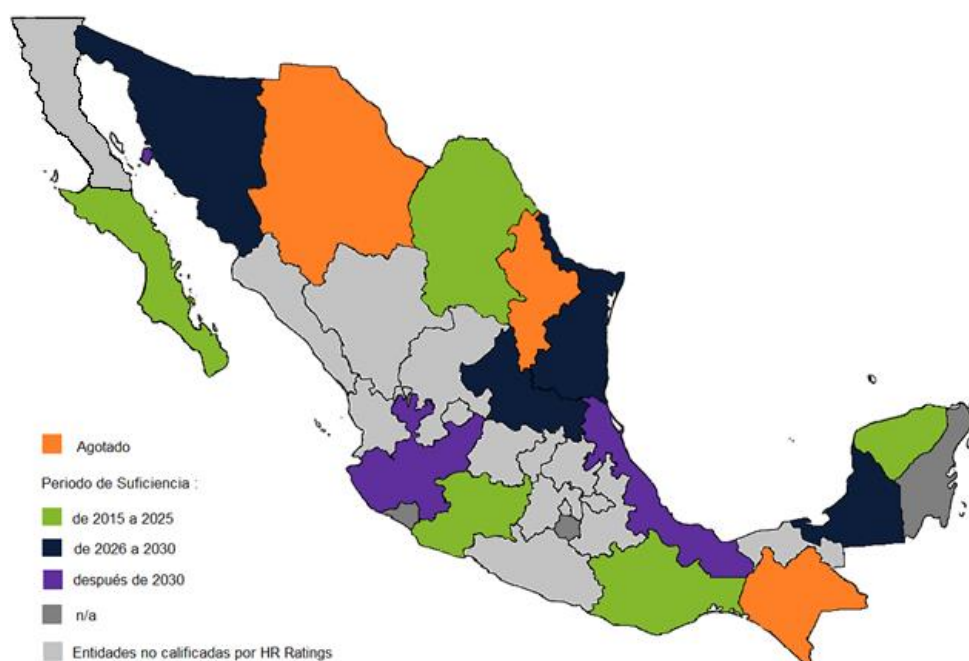 Agotado
Periodo de Suficiencia :
de 2015 a 2025
de 2026 a 2030
después de 2030
n/a
Entidades no calificadas por HR Ratings